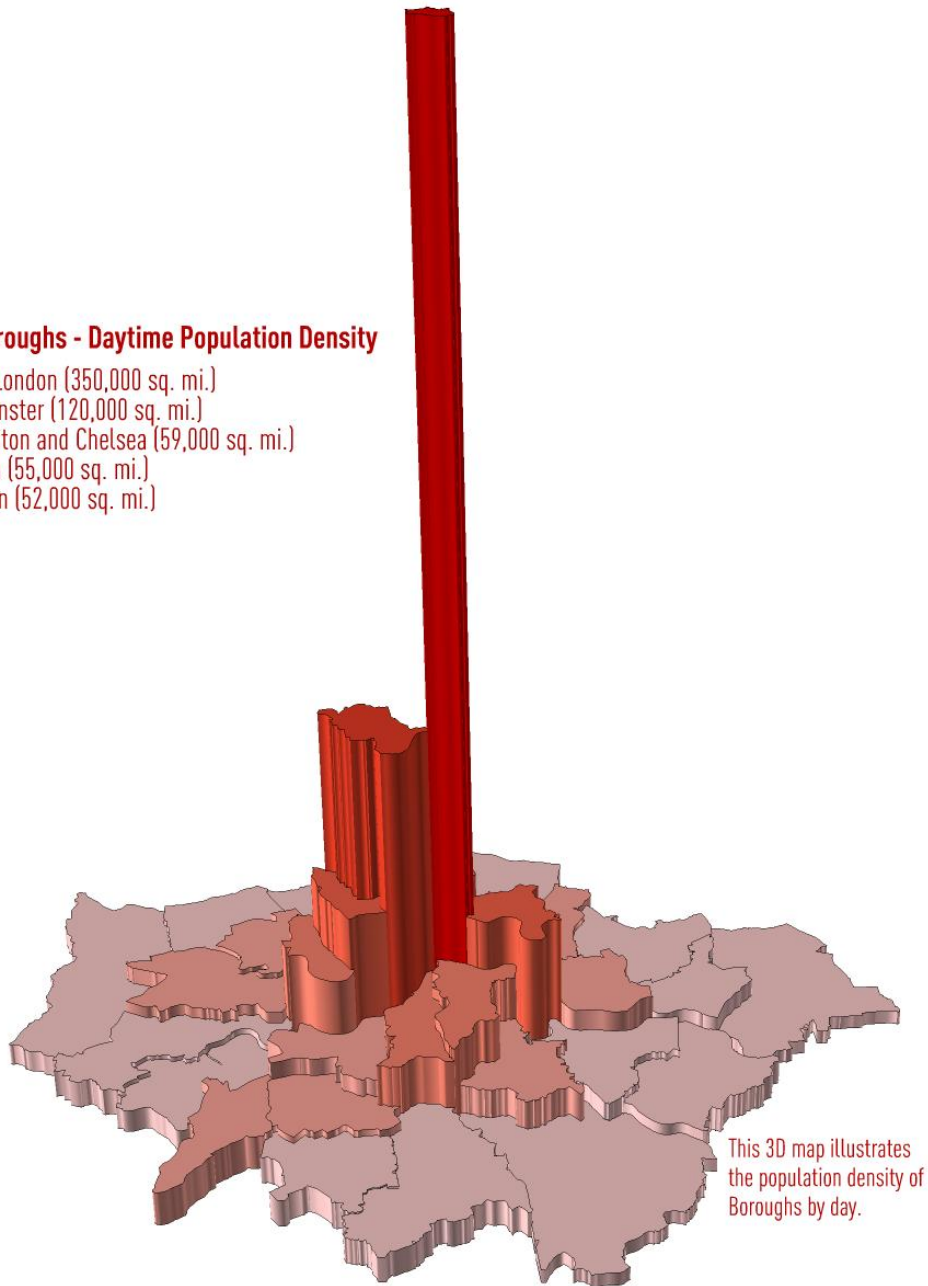 roughs - Daytime Population Density
London (350,000 sq. mi.)
nster (120,000 sq. mi.)
ton and Chelsea (59,000 sq. mi.)
(55,000 sq. mi.)
n (52,000 sq. mi.)
This 3D map illustrates
the population density of
Boroughs by day.